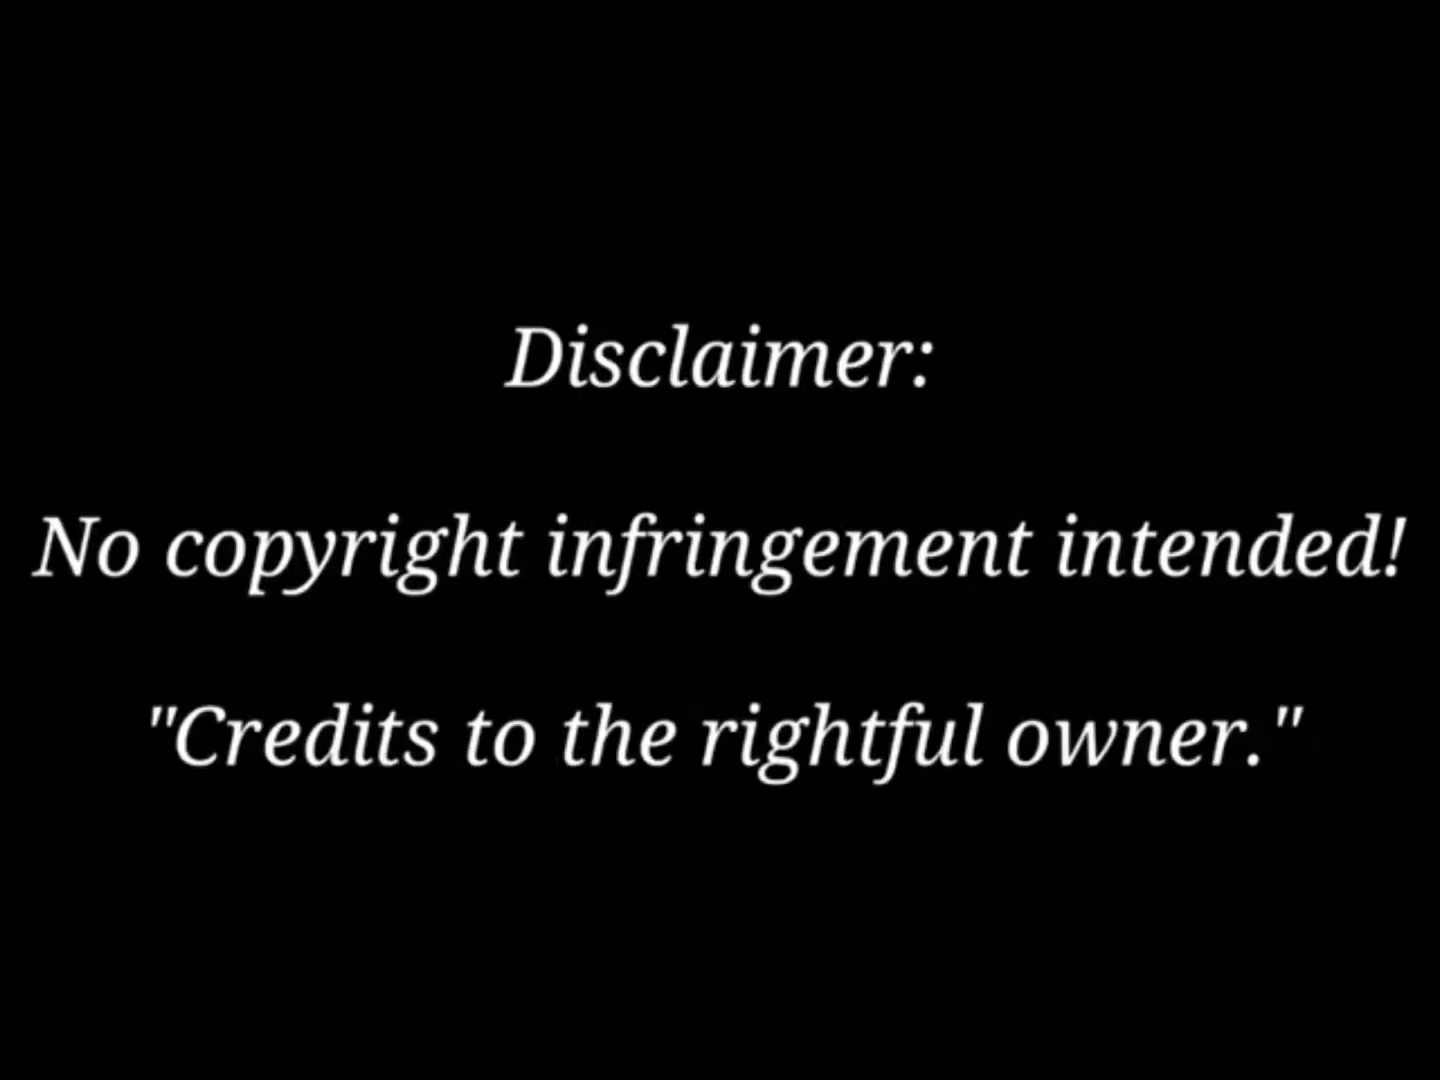 Disclaimer:
No copyright infringement intended!
"Credits to the rightful owner."